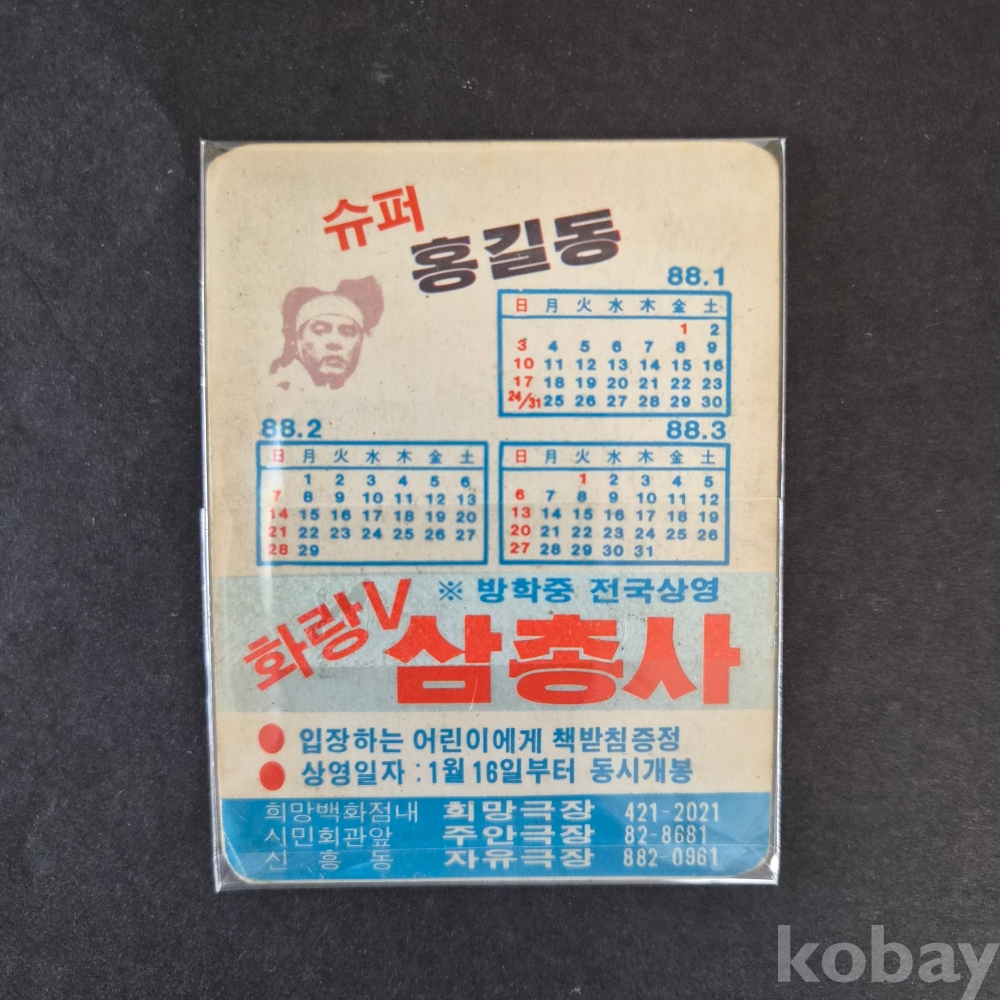 슈퍼
홍길동
88.1
日 月 火 水 木 金 土
1 2
3 4 5 6 7 8 9
10 11 12 13 14 15 16
17 18 19 20 21 22 23
24/31 25 26 27 28 29 30
88.2
日 月 火 水 木 金 土
1 2 3 4 5 6
7 8 9 10 11 12 13
14 15 16 17 18 19 20
21 22 23 24 25 26 27
28 29
88.3
日 月 火 水 木 金 土
1 2 3 4 5
6 7 8 9 10 11 12
13 14 15 16 17 18 19
20 21 22 23 24 25 26
27 28 29 30 31
※ 방학중 전국상영
화랑V 삼총사
● 입장하는 어린이에게 책받침증정
● 상영일자 : 1월 16일부터 동시개봉
희망백화점내 희망극장 421-2021
시민회관앞 주안극장 82-8681
신흥동 자유극장 882-0961
kobay